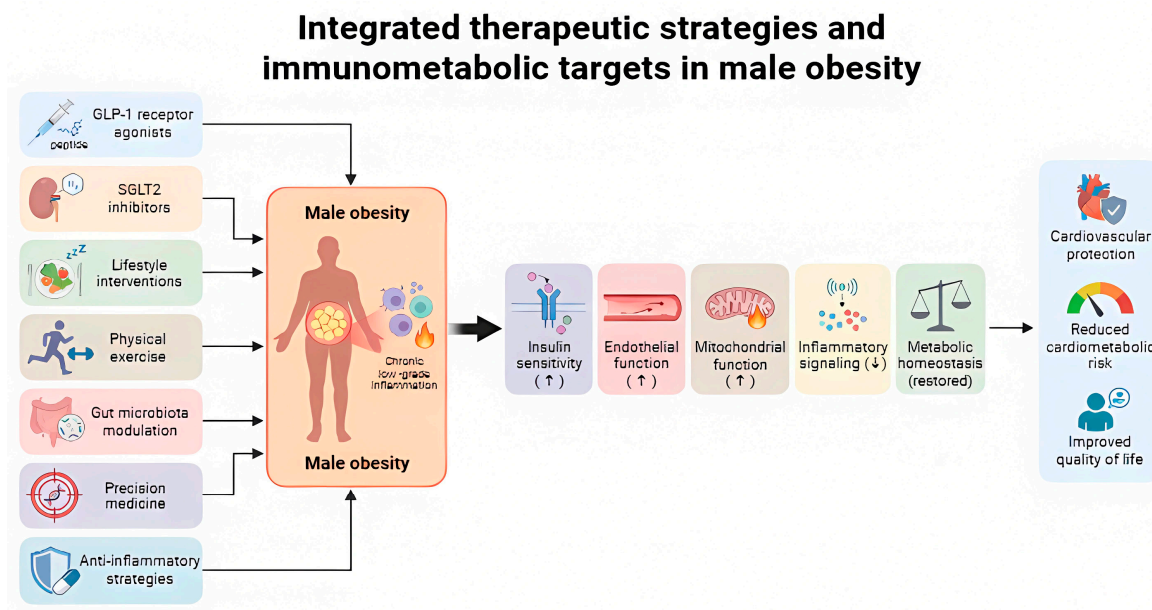 Integrated therapeutic strategies and
immunometabolic targets in male obesity
GLP-1 receptor
agonists
peptide
SGLT2
inhibitors
zzZ
Lifestyle
interventions
Physical
exercise
Gut microbiota
modulation
Precision
medicine
Anti-inflammatory
strategies
Male obesity
Chronic
low-grade
inflammation
Male obesity
Insulin
sensitivity
(↑)
Endothelial
function
(↑)
Mitochondrial
function
(↑)
Inflammatory
signaling (↓)
Metabolic
homeostasis
(restored)
Cardiovascular
protection
Reduced
cardiometabolic
risk
Improved
quality of life